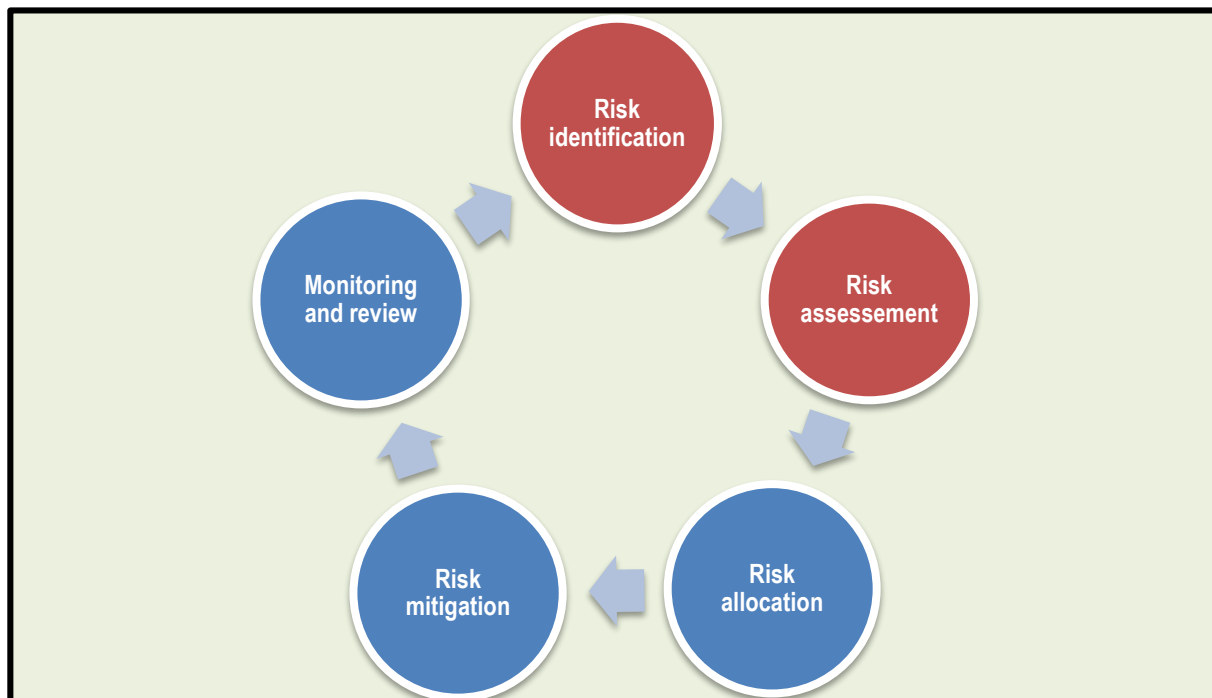 Risk
identification
Risk
assessement
Risk
allocation
Risk
mitigation
Monitoring
and review